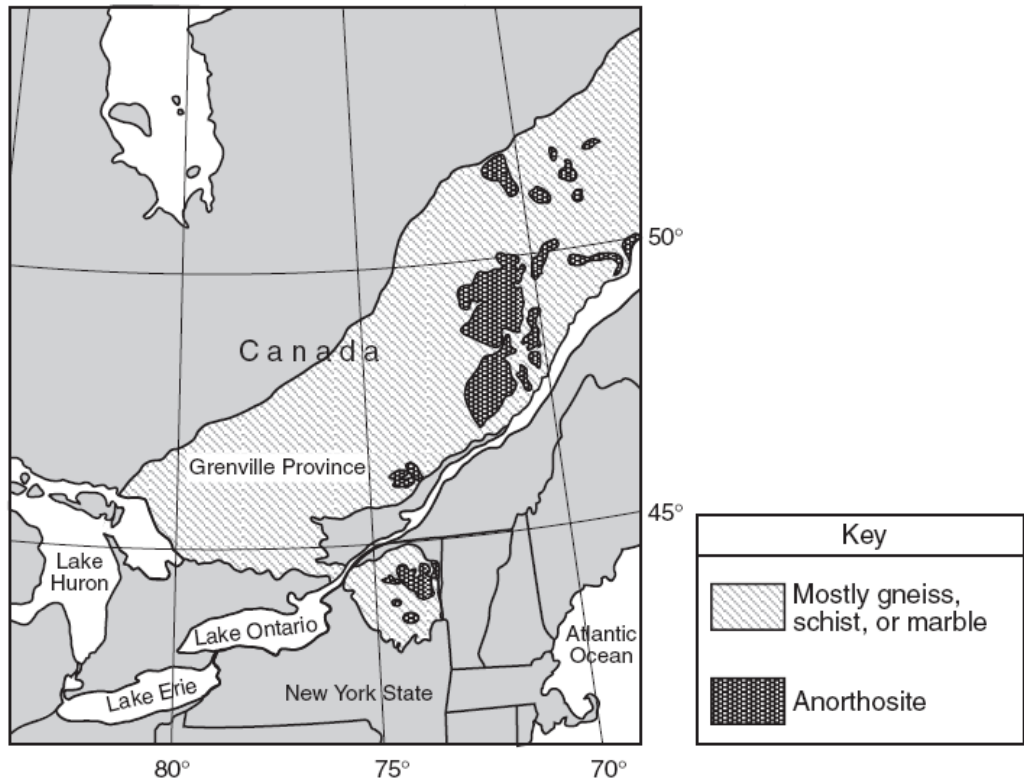 50°
Canada
Grenville Province
45°
Lake
Huron
Lake Ontario
Atlantic
Ocean
Lake Erie
New York State
80°
75°
70°
Key
Mostly gneiss,
schist, or marble
Anorthosite